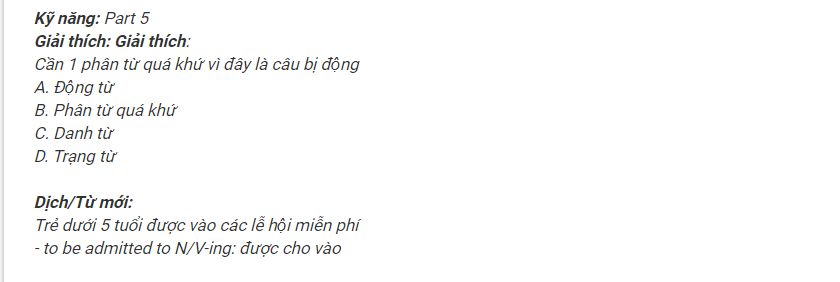 Kỹ năng: Part 5
Giải thích: Giải thích:
Cần 1 phân từ quá khứ vì đây là câu bị động
A. Động từ
B. Phân từ quá khứ
C. Danh từ
D. Trạng từ
Dịch/Từ mới:
Trẻ dưới 5 tuổi được vào các lễ hội miễn phí
- to be admitted to N/V-ing: được cho vào